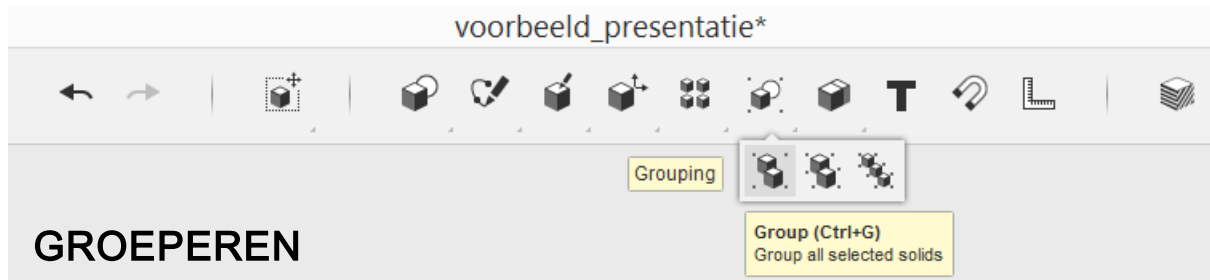 voorbeeld_presentatie*
T
Grouping
GROEPEREN
Group (Ctrl+G)
Group all selected solids